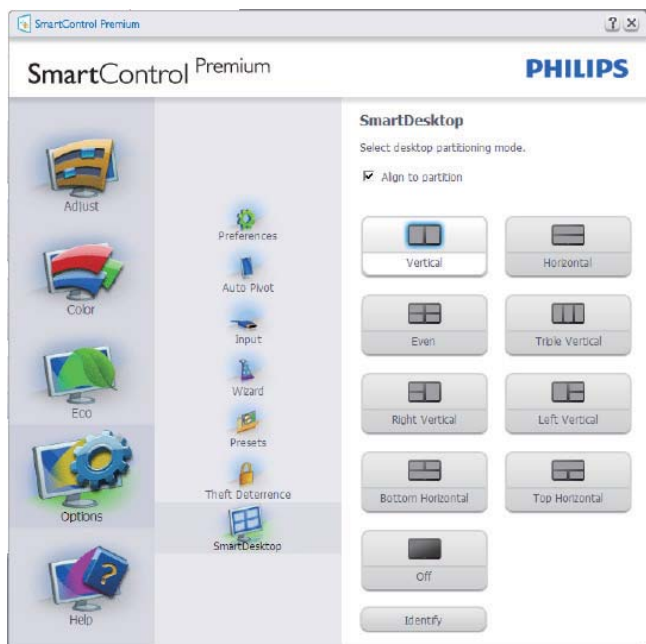 SmartControl Premium
SmartControl Premium
PHILIPS
Adjust
Color
Eco
Options
Help
Preferences
Auto Pivot
Input
Wizard
Presets
Theft Deterrence
SmartDesktop
SmartDesktop
Select desktop partitioning mode.
Align to partition
Vertical
Horizontal
Even
Triple Vertical
Right Vertical
Left Vertical
Bottom Horizontal
Top Horizontal
Off
Identify